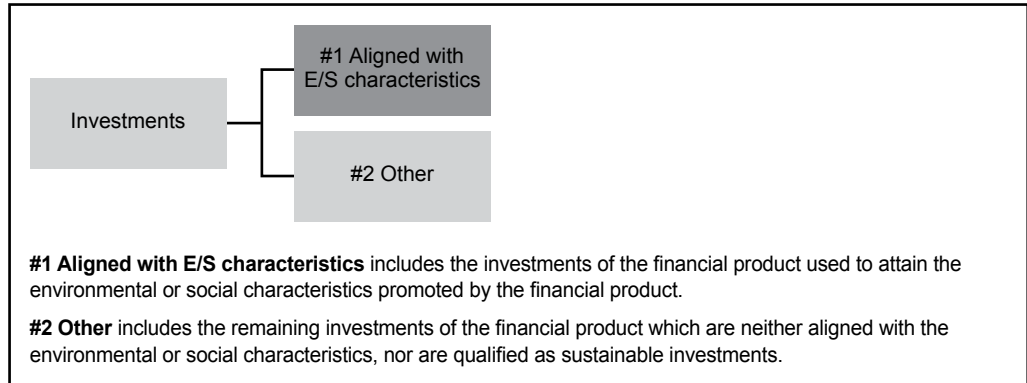 #1 Aligned with
E/S characteristics
Investments
#2 Other
#1 Aligned with E/S characteristics includes the investments of the financial product used to attain the
environmental or social characteristics promoted by the financial product.
#2 Other includes the remaining investments of the financial product which are neither aligned with the
environmental or social characteristics, nor are qualified as sustainable investments.